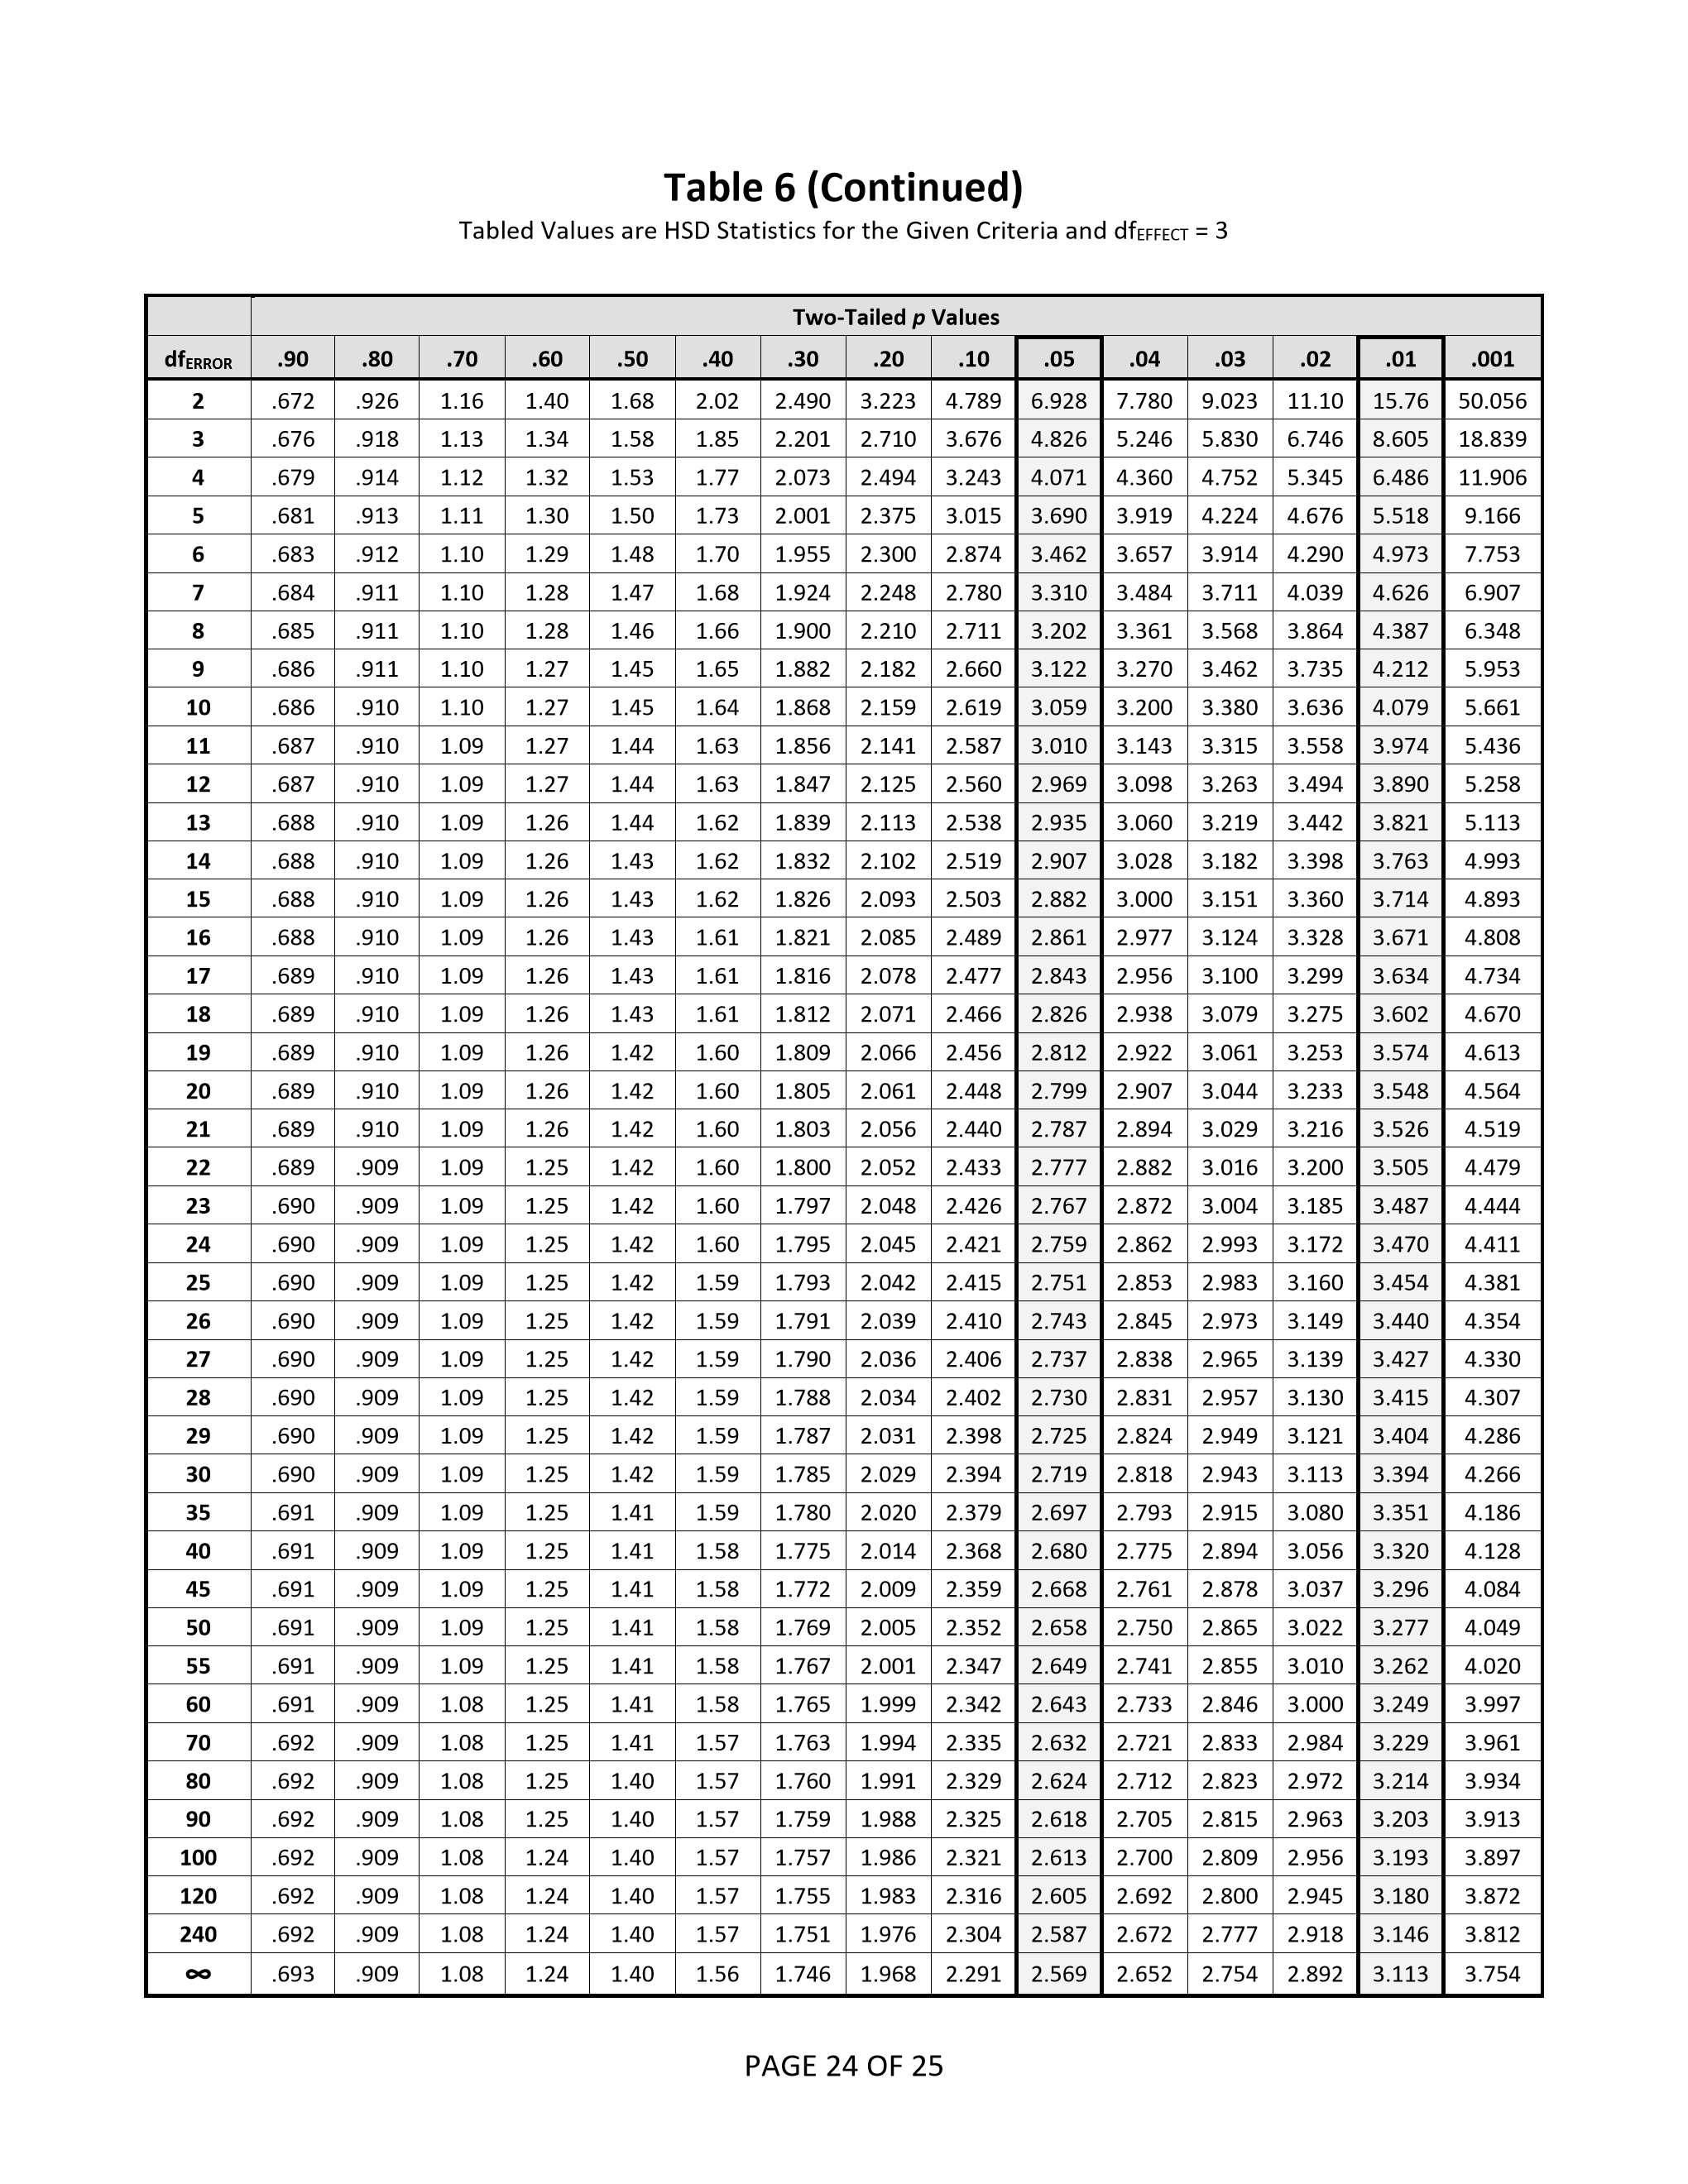 Table 6 (Continued)
Tabled Values are HSD Statistics for the Given Criteria and dfEFFECT = 3
Two-Tailed p Values
dfERROR .90 .80 .70 .60 .50 .40 .30 .20 .10 .05 .04 .03 .02 .01 .001
2 .672 .926 1.16 1.40 1.68 2.02 2.490 3.223 4.789 6.928 7.780 9.023 11.10 15.76 50.056
3 .676 .918 1.13 1.34 1.58 1.85 2.201 2.710 3.676 4.826 5.246 5.830 6.746 8.605 18.839
4 .679 .914 1.12 1.32 1.53 1.77 2.073 2.494 3.243 4.071 4.360 4.752 5.345 6.486 11.906
5 .681 .913 1.11 1.30 1.50 1.73 2.001 2.375 3.015 3.690 3.919 4.224 4.676 5.518 9.166
6 .683 .912 1.10 1.29 1.48 1.70 1.955 2.300 2.874 3.462 3.657 3.914 4.290 4.973 7.753
7 .684 .911 1.10 1.28 1.47 1.68 1.924 2.248 2.780 3.310 3.484 3.711 4.039 4.626 6.907
8 .685 .911 1.10 1.28 1.46 1.66 1.900 2.210 2.711 3.202 3.361 3.568 3.864 4.387 6.348
9 .686 .911 1.10 1.27 1.45 1.65 1.882 2.182 2.660 3.122 3.270 3.462 3.735 4.212 5.953
10 .686 .910 1.10 1.27 1.45 1.64 1.868 2.159 2.619 3.059 3.200 3.380 3.636 4.079 5.661
11 .687 .910 1.09 1.27 1.44 1.63 1.856 2.141 2.587 3.010 3.143 3.315 3.558 3.974 5.436
12 .687 .910 1.09 1.27 1.44 1.63 1.847 2.125 2.560 2.969 3.098 3.263 3.494 3.890 5.258
13 .688 .910 1.09 1.26 1.44 1.62 1.839 2.113 2.538 2.935 3.060 3.219 3.442 3.821 5.113
14 .688 .910 1.09 1.26 1.43 1.62 1.832 2.102 2.519 2.907 3.028 3.182 3.398 3.763 4.993
15 .688 .910 1.09 1.26 1.43 1.62 1.826 2.093 2.503 2.882 3.000 3.151 3.360 3.714 4.893
16 .688 .910 1.09 1.26 1.43 1.61 1.821 2.085 2.489 2.861 2.977 3.124 3.328 3.671 4.808
17 .689 .910 1.09 1.26 1.43 1.61 1.816 2.078 2.477 2.843 2.956 3.100 3.299 3.634 4.734
18 .689 .910 1.09 1.26 1.43 1.61 1.812 2.071 2.466 2.826 2.938 3.079 3.275 3.602 4.670
19 .689 .910 1.09 1.26 1.42 1.60 1.809 2.066 2.456 2.812 2.922 3.061 3.253 3.574 4.613
20 .689 .910 1.09 1.26 1.42 1.60 1.805 2.061 2.448 2.799 2.907 3.044 3.233 3.548 4.564
21 .689 .910 1.09 1.26 1.42 1.60 1.803 2.056 2.440 2.787 2.894 3.029 3.216 3.526 4.519
22 .689 .909 1.09 1.25 1.42 1.60 1.800 2.052 2.433 2.777 2.882 3.016 3.200 3.505 4.479
23 .690 .909 1.09 1.25 1.42 1.60 1.797 2.048 2.426 2.767 2.872 3.004 3.185 3.487 4.444
24 .690 .909 1.09 1.25 1.42 1.60 1.795 2.045 2.421 2.759 2.862 2.993 3.172 3.470 4.411
25 .690 .909 1.09 1.25 1.42 1.59 1.793 2.042 2.415 2.751 2.853 2.983 3.160 3.454 4.381
26 .690 .909 1.09 1.25 1.42 1.59 1.791 2.039 2.410 2.743 2.845 2.973 3.149 3.440 4.354
27 .690 .909 1.09 1.25 1.42 1.59 1.790 2.036 2.406 2.737 2.838 2.965 3.139 3.427 4.330
28 .690 .909 1.09 1.25 1.42 1.59 1.788 2.034 2.402 2.730 2.831 2.957 3.130 3.415 4.307
29 .690 .909 1.09 1.25 1.42 1.59 1.787 2.031 2.398 2.725 2.824 2.949 3.121 3.404 4.286
30 .690 .909 1.09 1.25 1.42 1.59 1.785 2.029 2.394 2.719 2.818 2.943 3.113 3.394 4.266
35 .691 .909 1.09 1.25 1.41 1.59 1.780 2.020 2.379 2.697 2.793 2.915 3.080 3.351 4.186
40 .691 .909 1.09 1.25 1.41 1.58 1.775 2.014 2.368 2.680 2.775 2.894 3.056 3.320 4.128
45 .691 .909 1.09 1.25 1.41 1.58 1.772 2.009 2.359 2.668 2.761 2.878 3.037 3.296 4.084
50 .691 .909 1.09 1.25 1.41 1.58 1.769 2.005 2.352 2.658 2.750 2.865 3.022 3.277 4.049
55 .691 .909 1.09 1.25 1.41 1.58 1.767 2.001 2.347 2.649 2.741 2.855 3.010 3.262 4.020
60 .691 .909 1.08 1.25 1.41 1.58 1.765 1.999 2.342 2.643 2.733 2.846 3.000 3.249 3.997
70 .692 .909 1.08 1.25 1.41 1.57 1.763 1.994 2.335 2.632 2.721 2.833 2.984 3.229 3.961
80 .692 .909 1.08 1.25 1.40 1.57 1.760 1.991 2.329 2.624 2.712 2.823 2.972 3.214 3.934
90 .692 .909 1.08 1.25 1.40 1.57 1.759 1.988 2.325 2.618 2.705 2.815 2.963 3.203 3.913
100 .692 .909 1.08 1.24 1.40 1.57 1.757 1.986 2.321 2.613 2.700 2.809 2.956 3.193 3.897
120 .692 .909 1.08 1.24 1.40 1.57 1.755 1.983 2.316 2.605 2.692 2.800 2.945 3.180 3.872
240 .692 .909 1.08 1.24 1.40 1.57 1.751 1.976 2.304 2.587 2.672 2.777 2.918 3.146 3.812
∞ .693 .909 1.08 1.24 1.40 1.56 1.746 1.968 2.291 2.569 2.652 2.754 2.892 3.113 3.754
PAGE 24 OF 25